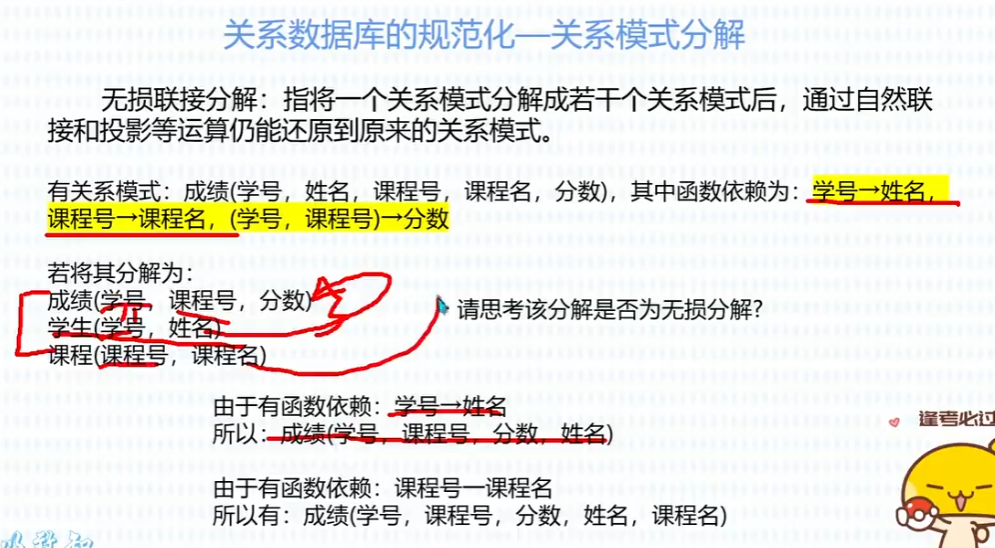 关系数据库的规范化—关系模式分解
无损联接分解：指将一个关系模式分解成若干个关系模式后，通过自然联
接和投影等运算仍能还原到原来的关系模式。
有关系模式：成绩(学号，姓名，课程号，课程名，分数)，其中函数依赖为：学号→姓名，
课程号→课程名，(学号，课程号)→分数
若将其分解为：
成绩(学号，课程号，分数)
学生(学号，姓名)
课程(课程号，课程名)
请思考该分解是否为无损分解？
由于有函数依赖：学号→姓名
所以：成绩(学号，课程号，分数，姓名)
由于有函数依赖：课程号—课程名
所以有：成绩(学号，课程号，分数，姓名，课程名)
逢考必过